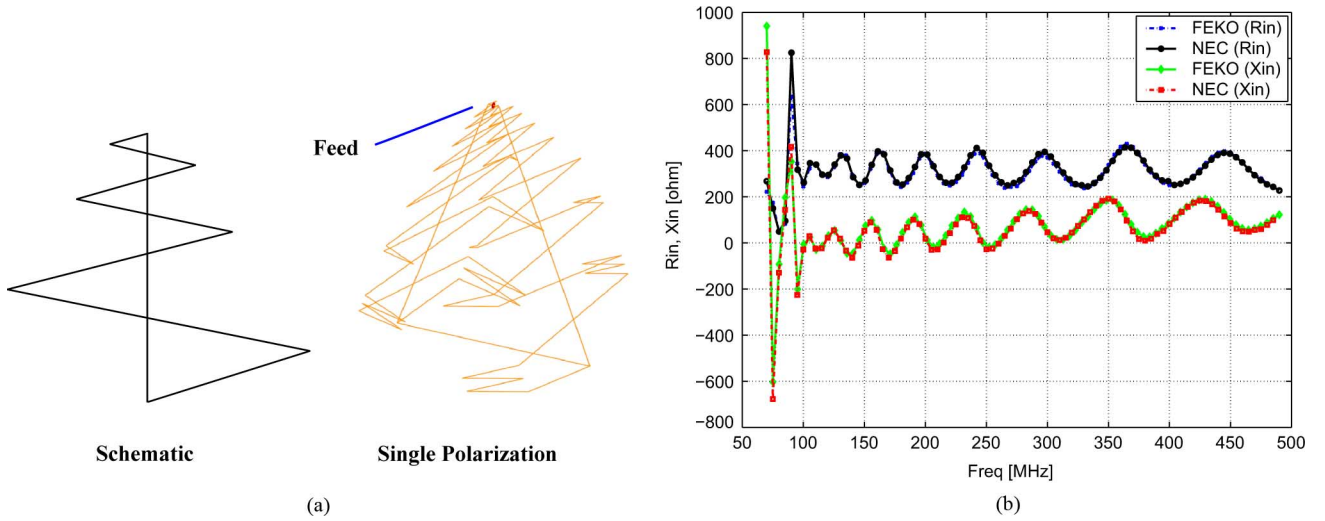 Feed
Schematic
Single Polarization
(a)
1000
800
600
400
200
0
−200
−400
−600
−800
Rin, Xin [ohm]
50
100
150
200
250
300
350
400
450
500
Freq [MHz]
FEKO (Rin)
NEC (Rin)
FEKO (Xin)
NEC (Xin)
(b)